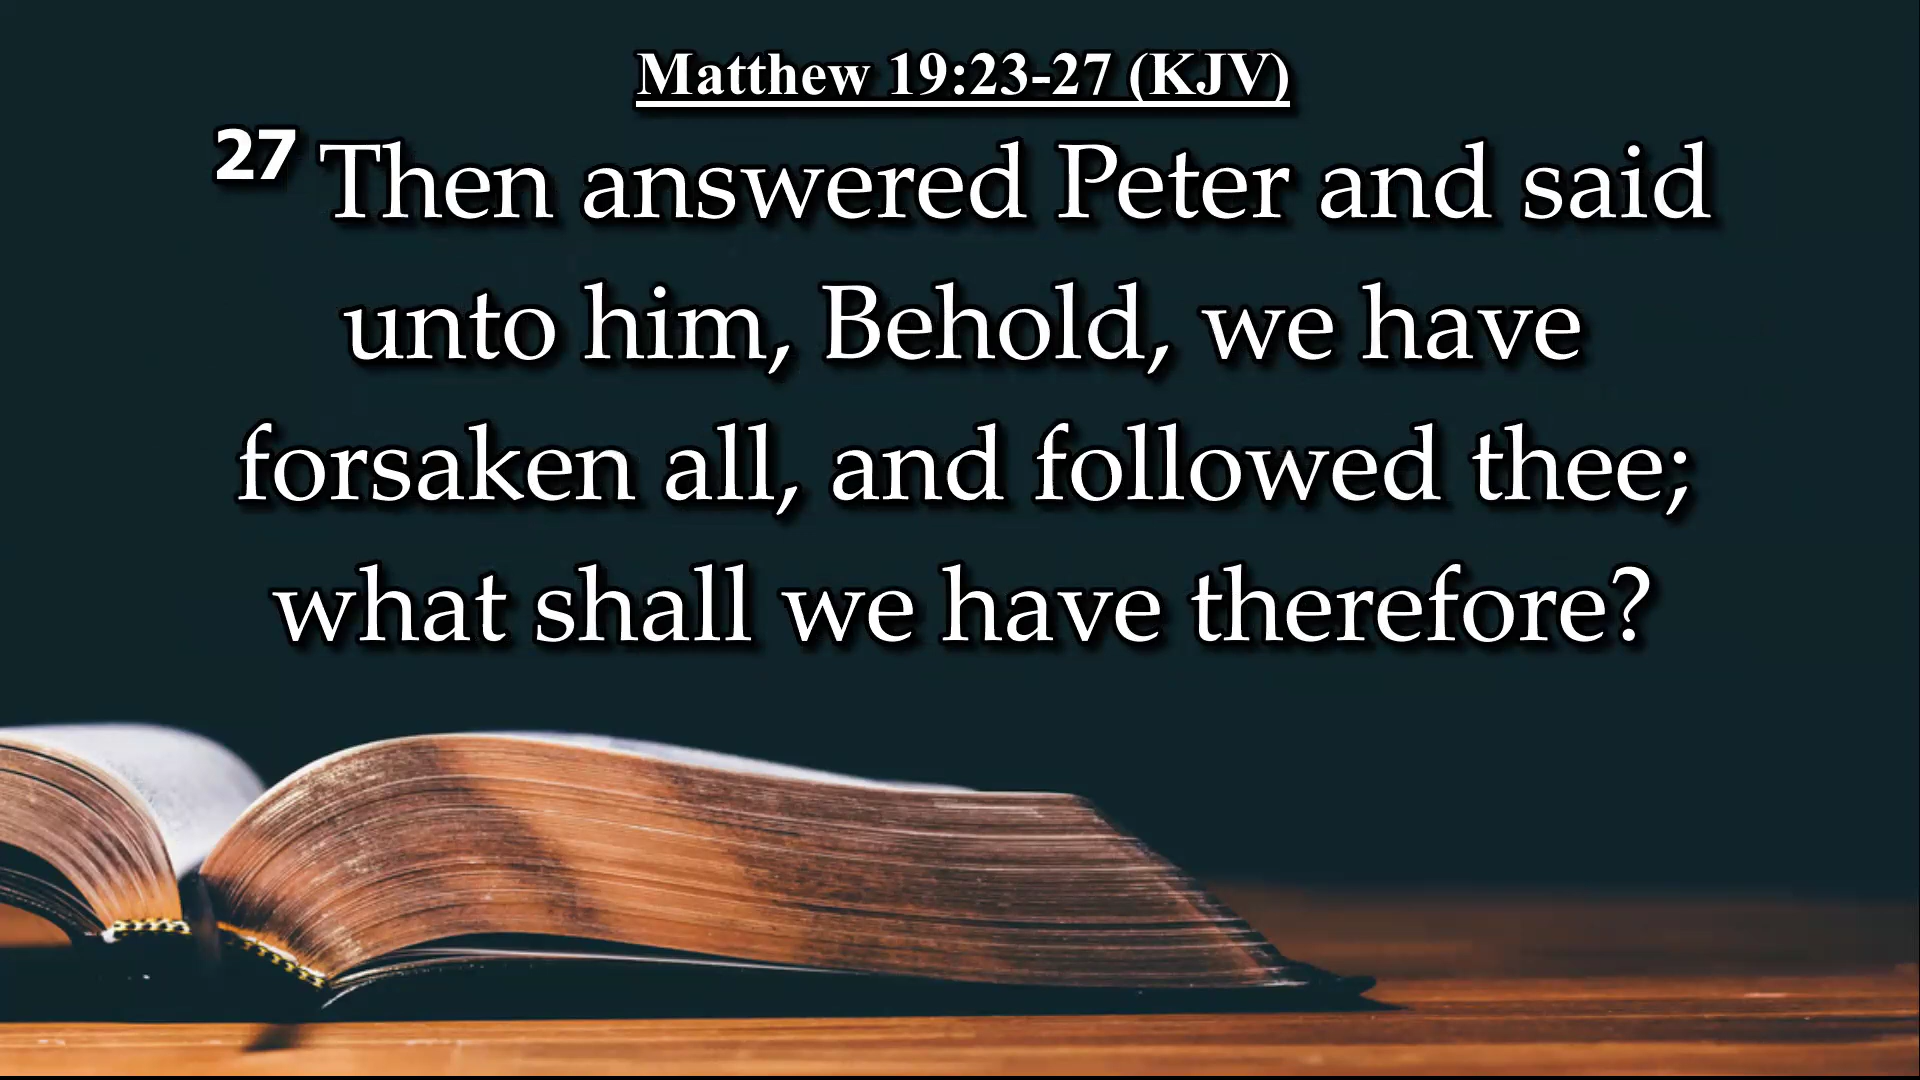 Matthew 19:23-27 (KJV)
27 Then answered Peter and said
unto him, Behold, we have
forsaken all, and followed thee;
what shall we have therefore?